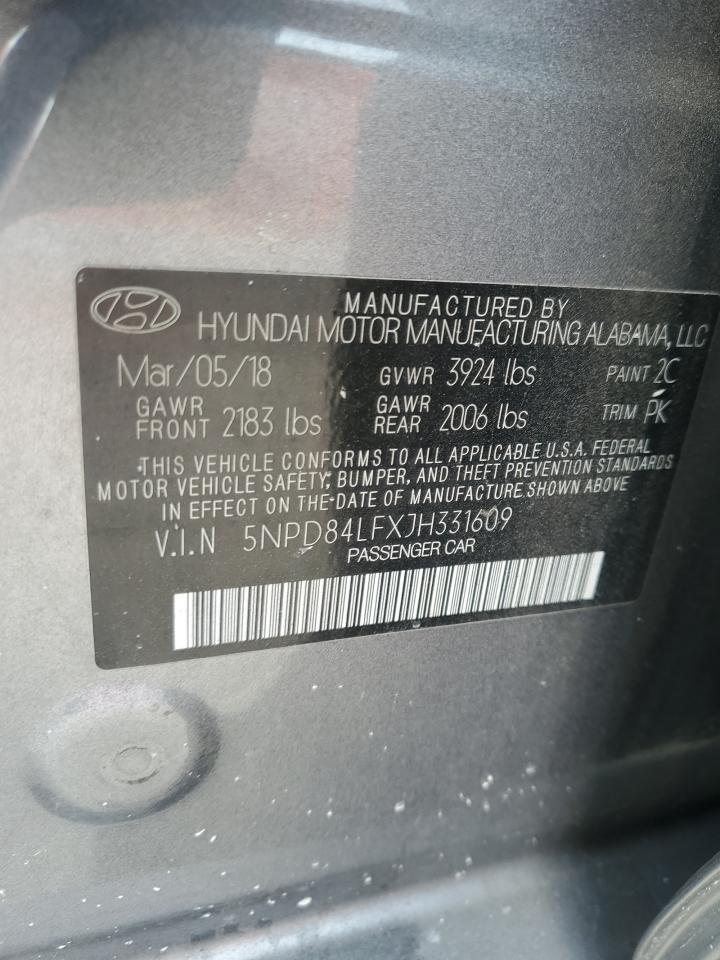 MANUFACTURED BY
HYUNDAI MOTOR MANUFACTURING ALABAMA, LLC
Mar/05/18 GVWR 3924 lbs PAINT 2C
GAWR FRONT 2183 lbs GAWR REAR 2006 lbs TRIM PK
THIS VEHICLE CONFORMS TO ALL APPLICABLE U.S.A. FEDERAL
MOTOR VEHICLE SAFETY, BUMPER, AND THEFT PREVENTION STANDARDS
IN EFFECT ON THE DATE OF MANUFACTURE SHOWN ABOVE
V.I.N 5NPD84LFXJH331609
PASSENGER CAR